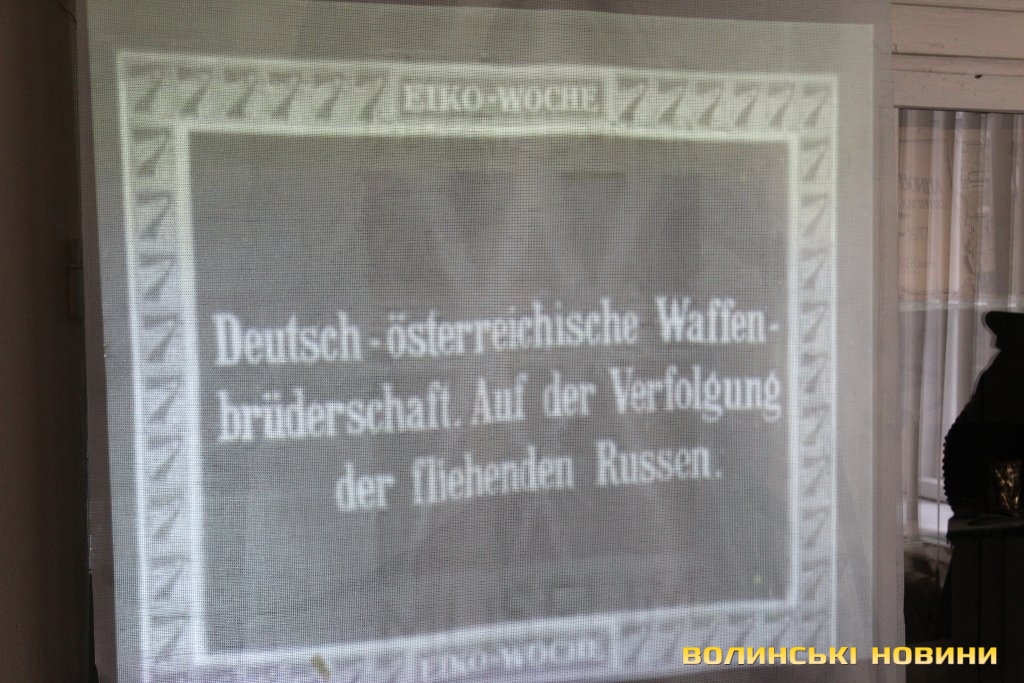 EIKO-WOCHE
Deutsch-österreichische Waffen-
brüderschaft. Auf der Verfolgung
der fliehenden Russen.
EIKO-WOCHE
ВОЛИНСЬКІ НОВИНИ